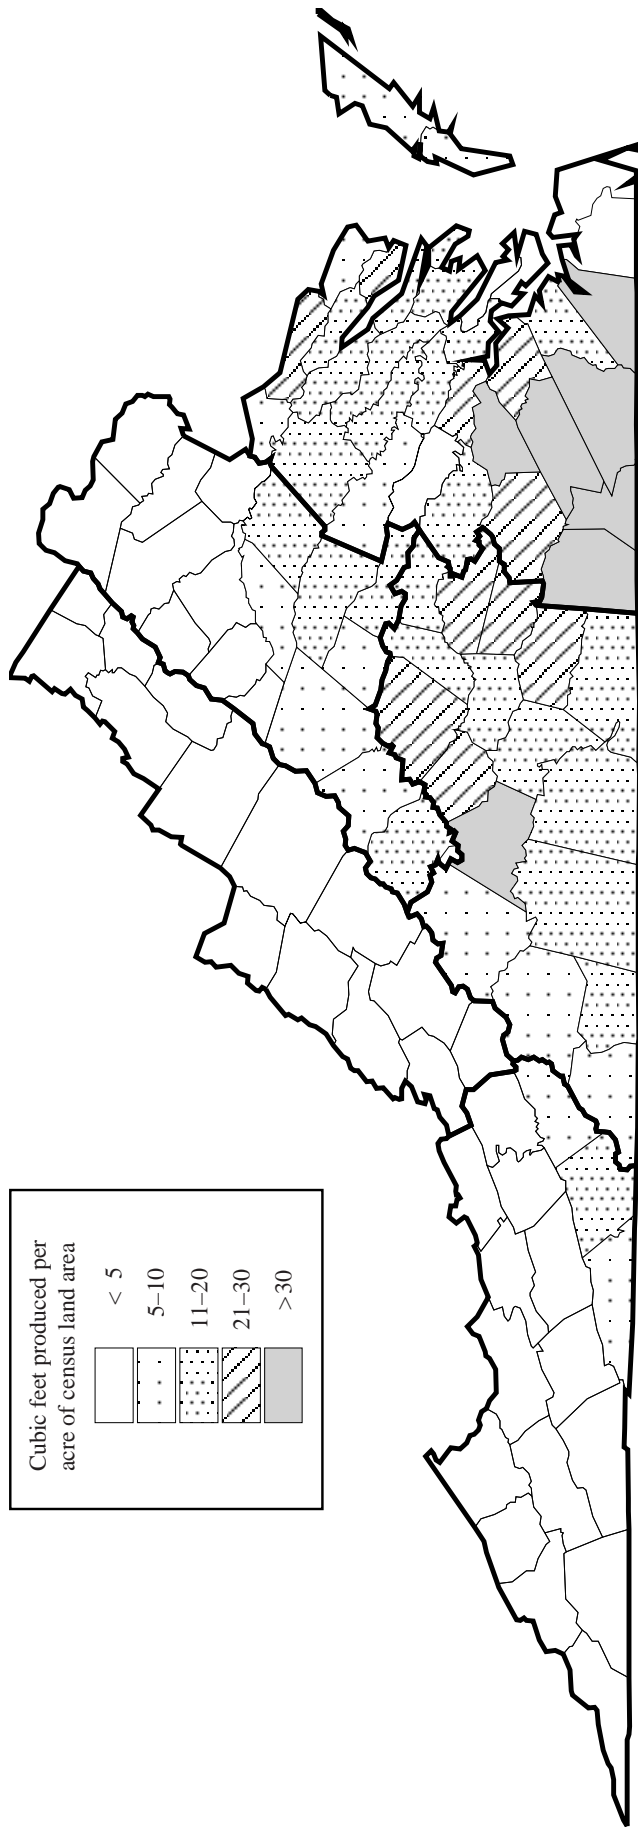 Cubic feet produced per
acre of census land area
< 5
5–10
11–20
21–30
>30